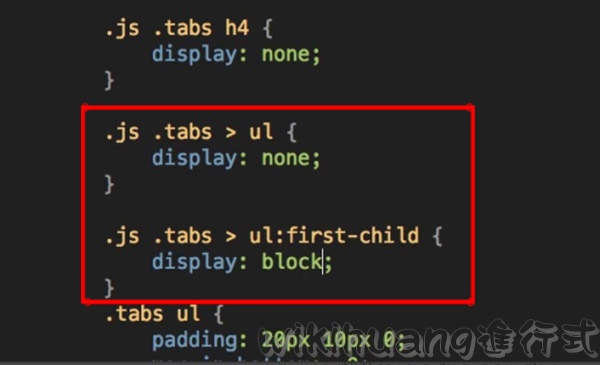 .js .tabs h4 {
display: none;
}
.js .tabs > ul {
display: none;
}
.js .tabs > ul:first-child {
display: block;
}
.tabs ul {
padding: 20px 10px 0;
wikihuang進行式